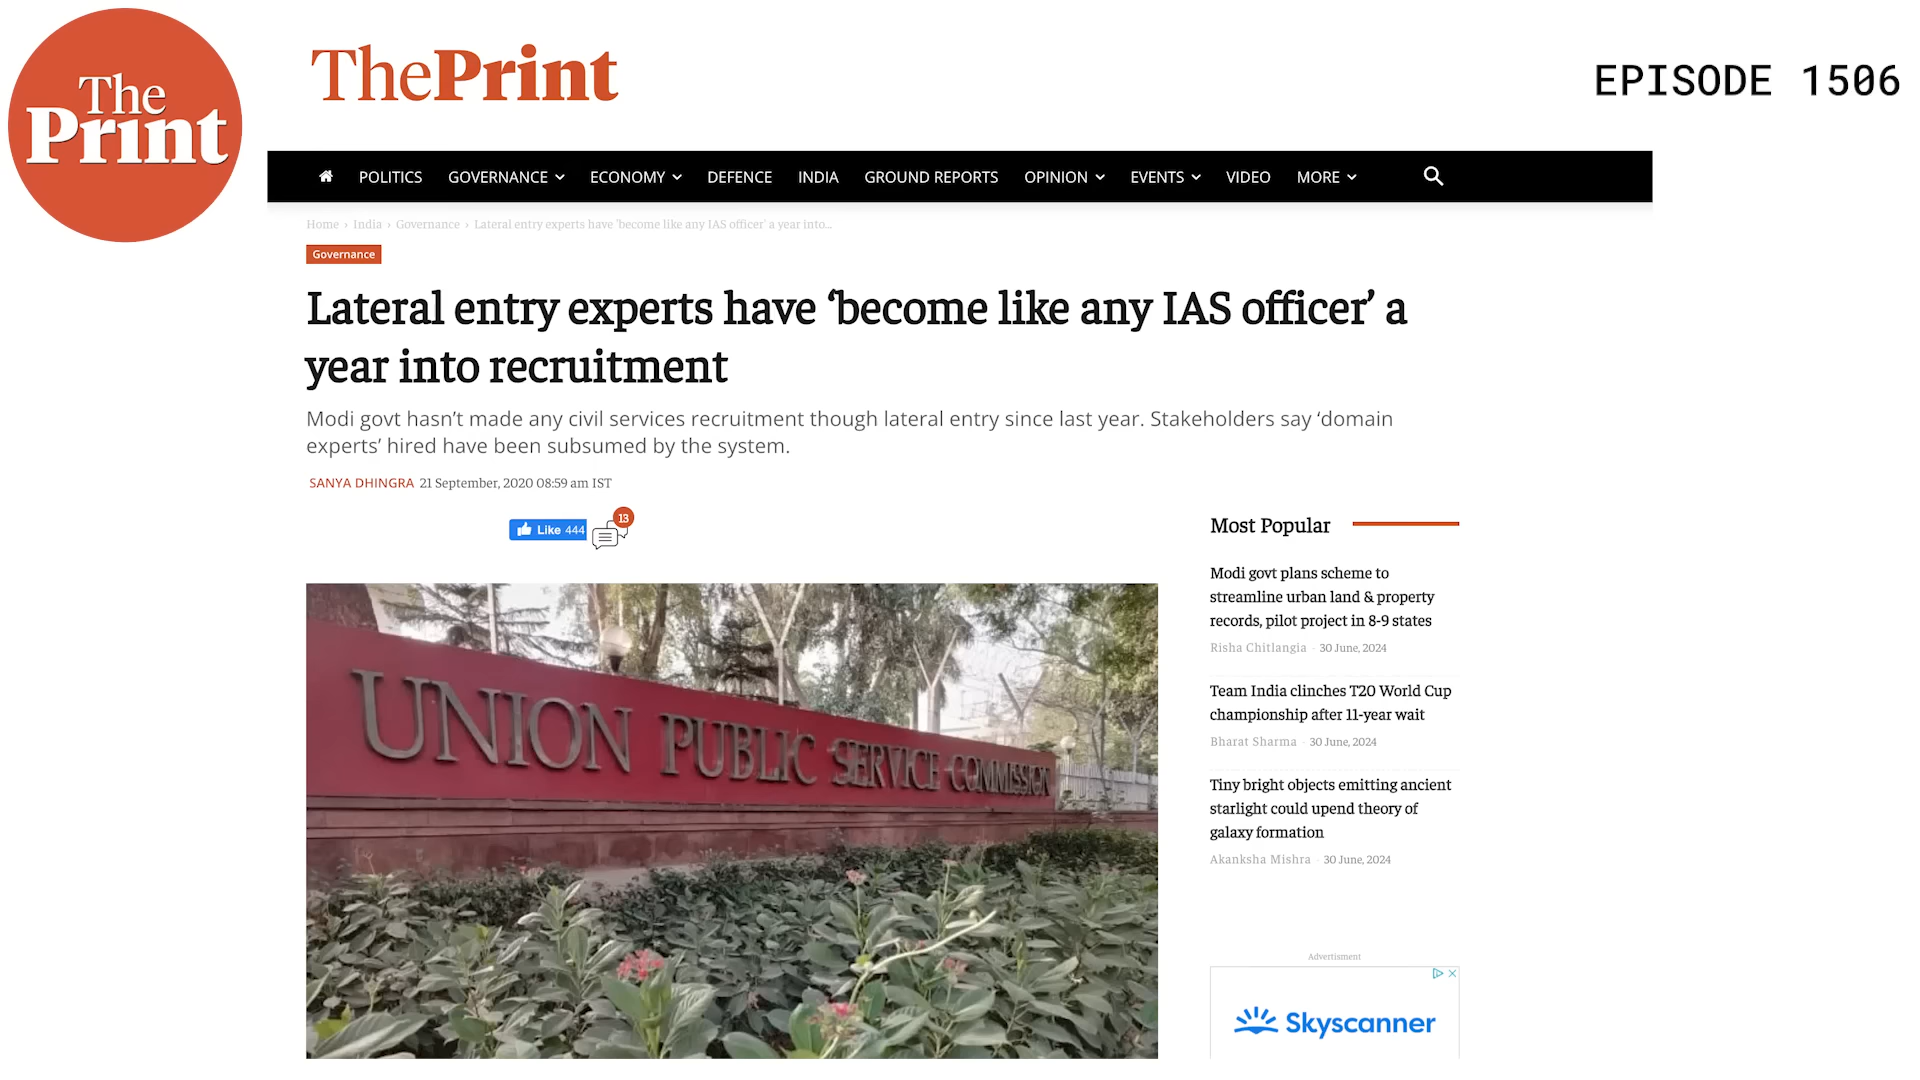 The
Print
ThePrint
EPISODE 1506
POLITICS GOVERNANCE ECONOMY DEFENCE INDIA GROUND REPORTS OPINION EVENTS VIDEO MORE
Home › India › Governance › Lateral entry experts have 'become like any IAS officer' a year into...
Governance
Lateral entry experts have ‘become like any IAS officer’ a
year into recruitment
Modi govt hasn’t made any civil services recruitment though lateral entry since last year. Stakeholders say ‘domain
experts’ hired have been subsumed by the system.
SANYA DHINGRA 21 September, 2020 08:59 am IST
Like 444
13
UNION PUBLIC SERVICE COMMISSION
Most Popular
Modi govt plans scheme to
streamline urban land & property
records, pilot project in 8-9 states
Risha Chitlangia - 30 June, 2024
Team India clinches T20 World Cup
championship after 11-year wait
Bharat Sharma - 30 June, 2024
Tiny bright objects emitting ancient
starlight could upend theory of
galaxy formation
Akanksha Mishra - 30 June, 2024
Advertisment
Skyscanner